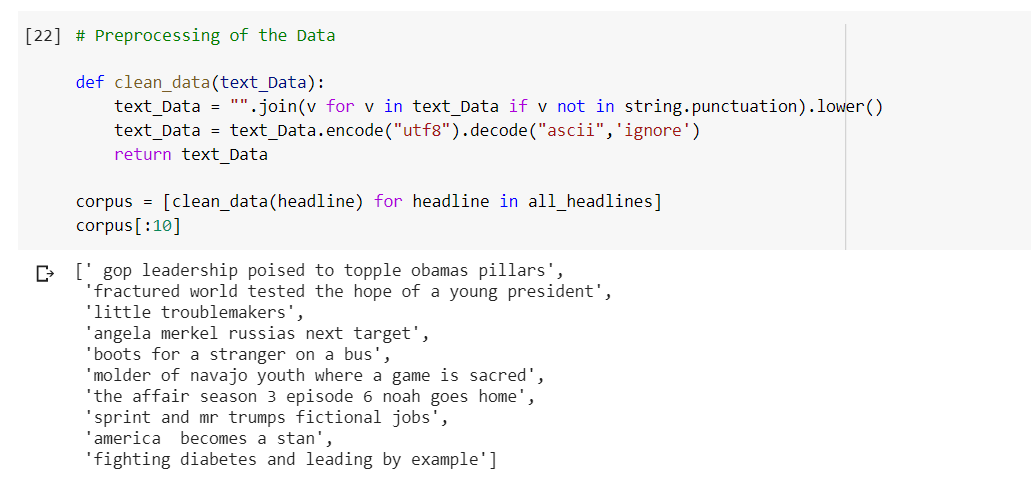 [22] # Preprocessing of the Data
def clean_data(text_Data):
    text_Data = "".join(v for v in text_Data if v not in string.punctuation).lower()
    text_Data = text_Data.encode("utf8").decode("ascii",'ignore')
    return text_Data
corpus = [clean_data(headline) for headline in all_headlines]
corpus[:10]
[' gop leadership poised to topple obamas pillars',
 'fractured world tested the hope of a young president',
 'little troublemakers',
 'angela merkel russias next target',
 'boots for a stranger on a bus',
 'molder of navajo youth where a game is sacred',
 'the affair season 3 episode 6 noah goes home',
 'sprint and mr trumps fictional jobs',
 'america  becomes a stan',
 'fighting diabetes and leading by example']